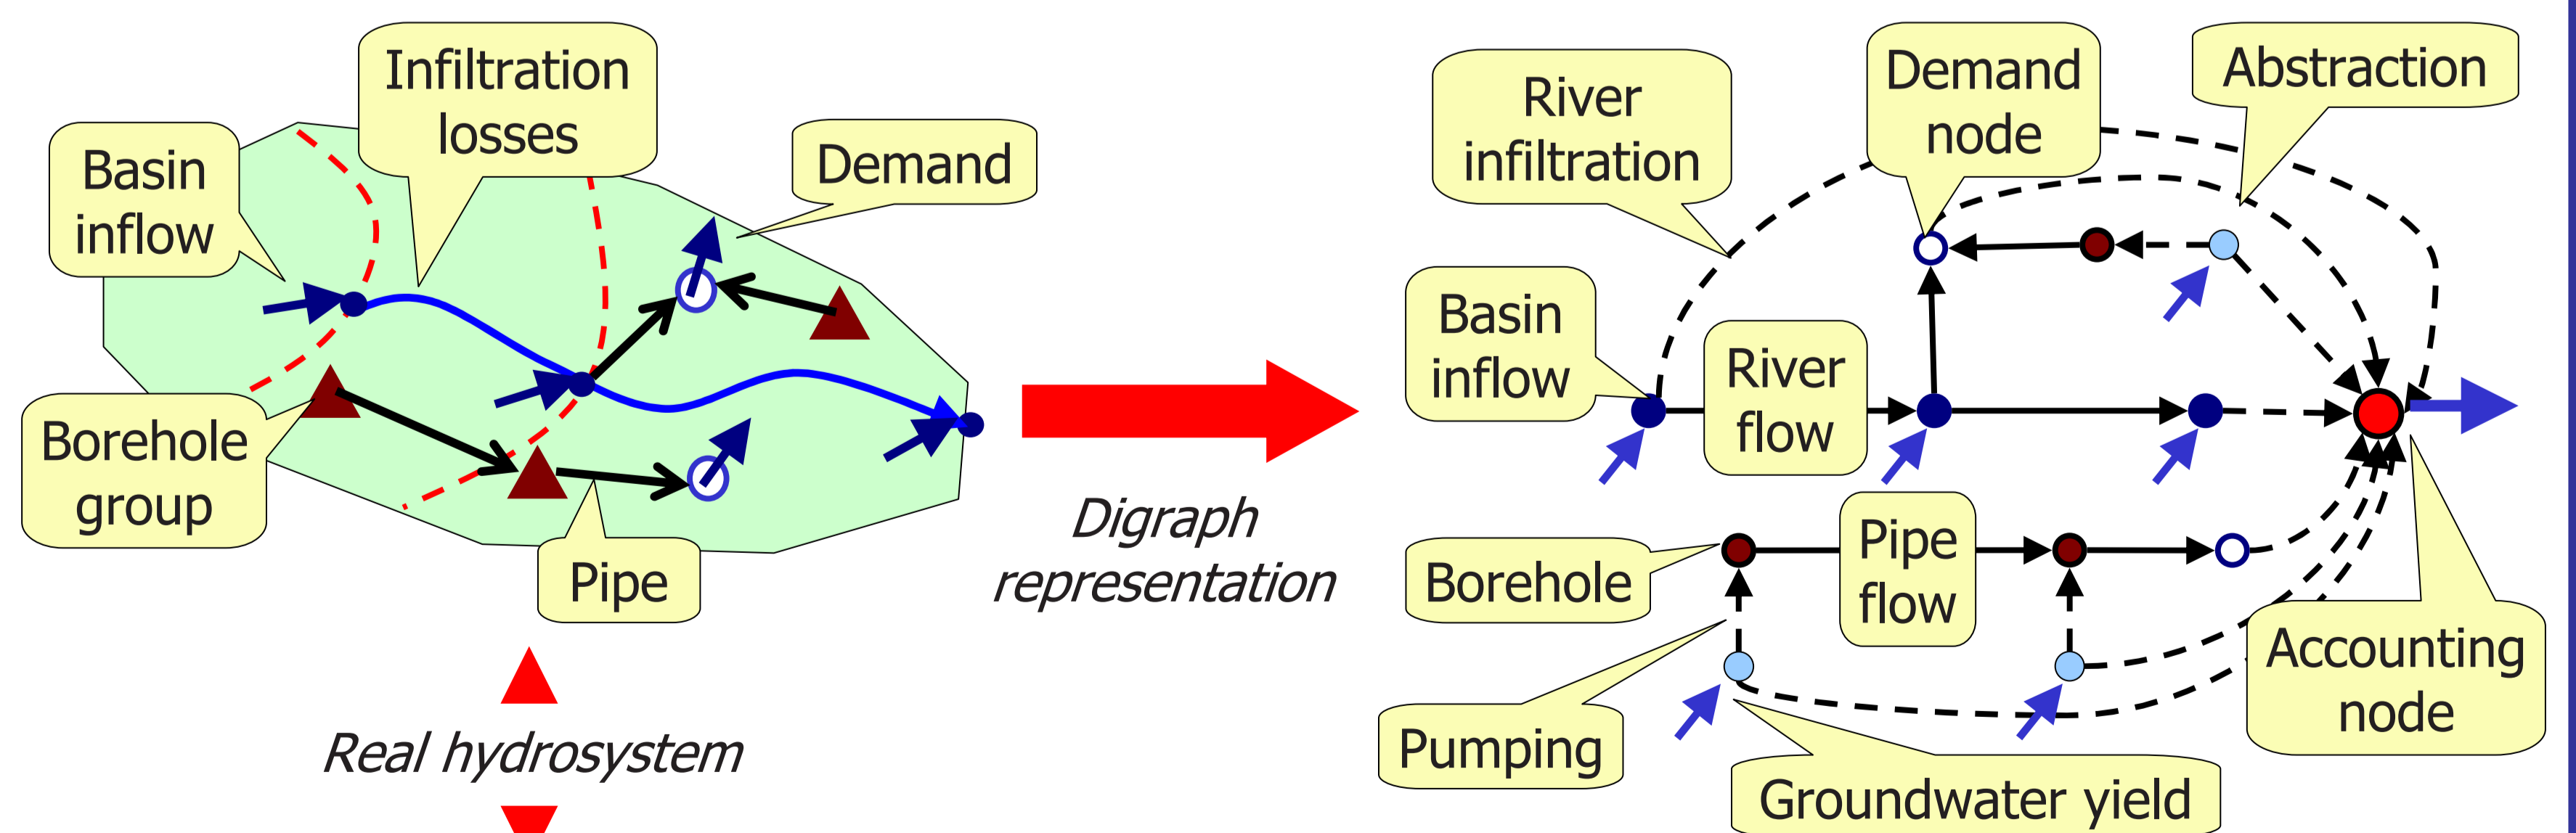 Infiltration
losses
Basin
inflow
Demand
Borehole
group
Pipe
Real hydrosystem
Digraph
representation
River
infiltration
Demand
node
Abstraction
Basin
inflow
River
flow
Borehole
Pipe
flow
Pumping
Groundwater yield
Accounting
node